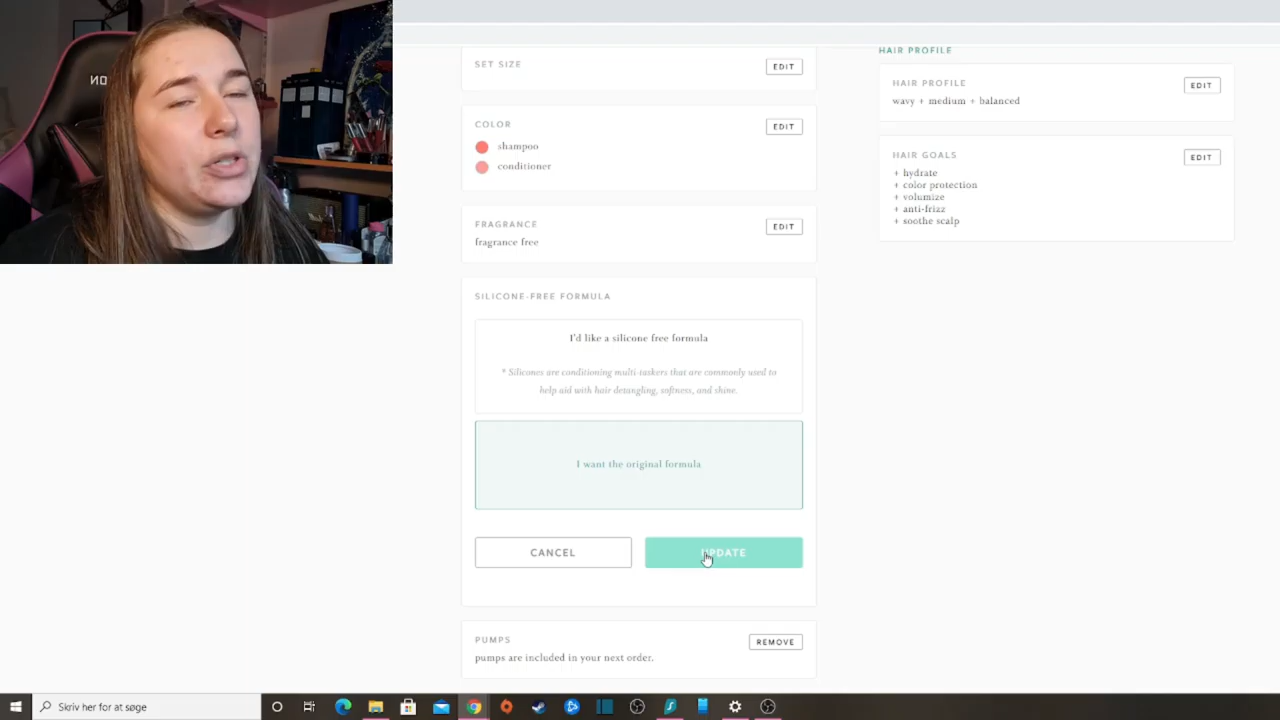 NO
SET SIZE
EDIT
COLOR
EDIT
shampoo
conditioner
FRAGRANCE
EDIT
fragrance free
SILICONE-FREE FORMULA
I'd like a silicone free formula
* Silicones are conditioning multi-taskers that are commonly used to
help aid with hair detangling, softness, and shine.
I want the original formula
CANCEL
UPDATE
PUMPS
REMOVE
pumps are included in your next order.
HAIR PROFILE
HAIR PROFILE
EDIT
wavy + medium + balanced
HAIR GOALS
EDIT
+ hydrate
+ color protection
+ volumize
+ anti-frizz
+ soothe scalp
Skriv her for at søge